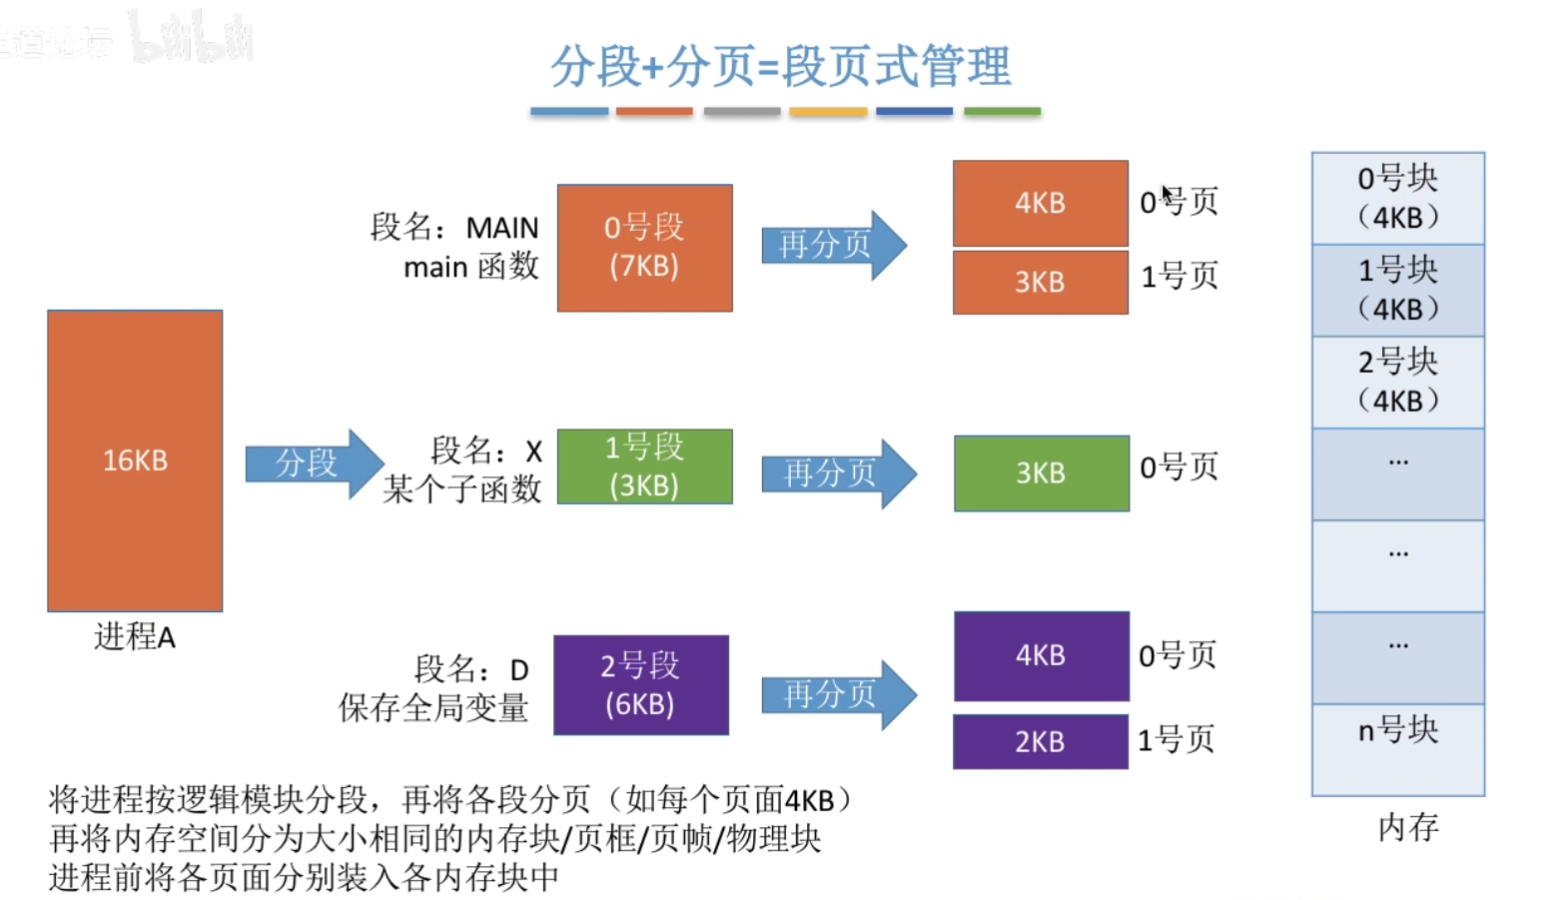 道论坛 bilibili
分段+分页=段页式管理
段名：MAIN
main 函数
0号段
(7KB)
再分页
4KB
0号页
3KB
1号页
16KB
进程A
分段
段名：X
某个子函数
1号段
(3KB)
再分页
3KB
0号页
段名：D
保存全局变量
2号段
(6KB)
再分页
4KB
0号页
2KB
1号页
0号块
（4KB）
1号块
（4KB）
2号块
（4KB）
...
...
...
n号块
内存
将进程按逻辑模块分段，再将各段分页（如每个页面4KB）
再将内存空间分为大小相同的内存块/页框/页帧/物理块
进程前将各页面分别装入各内存块中